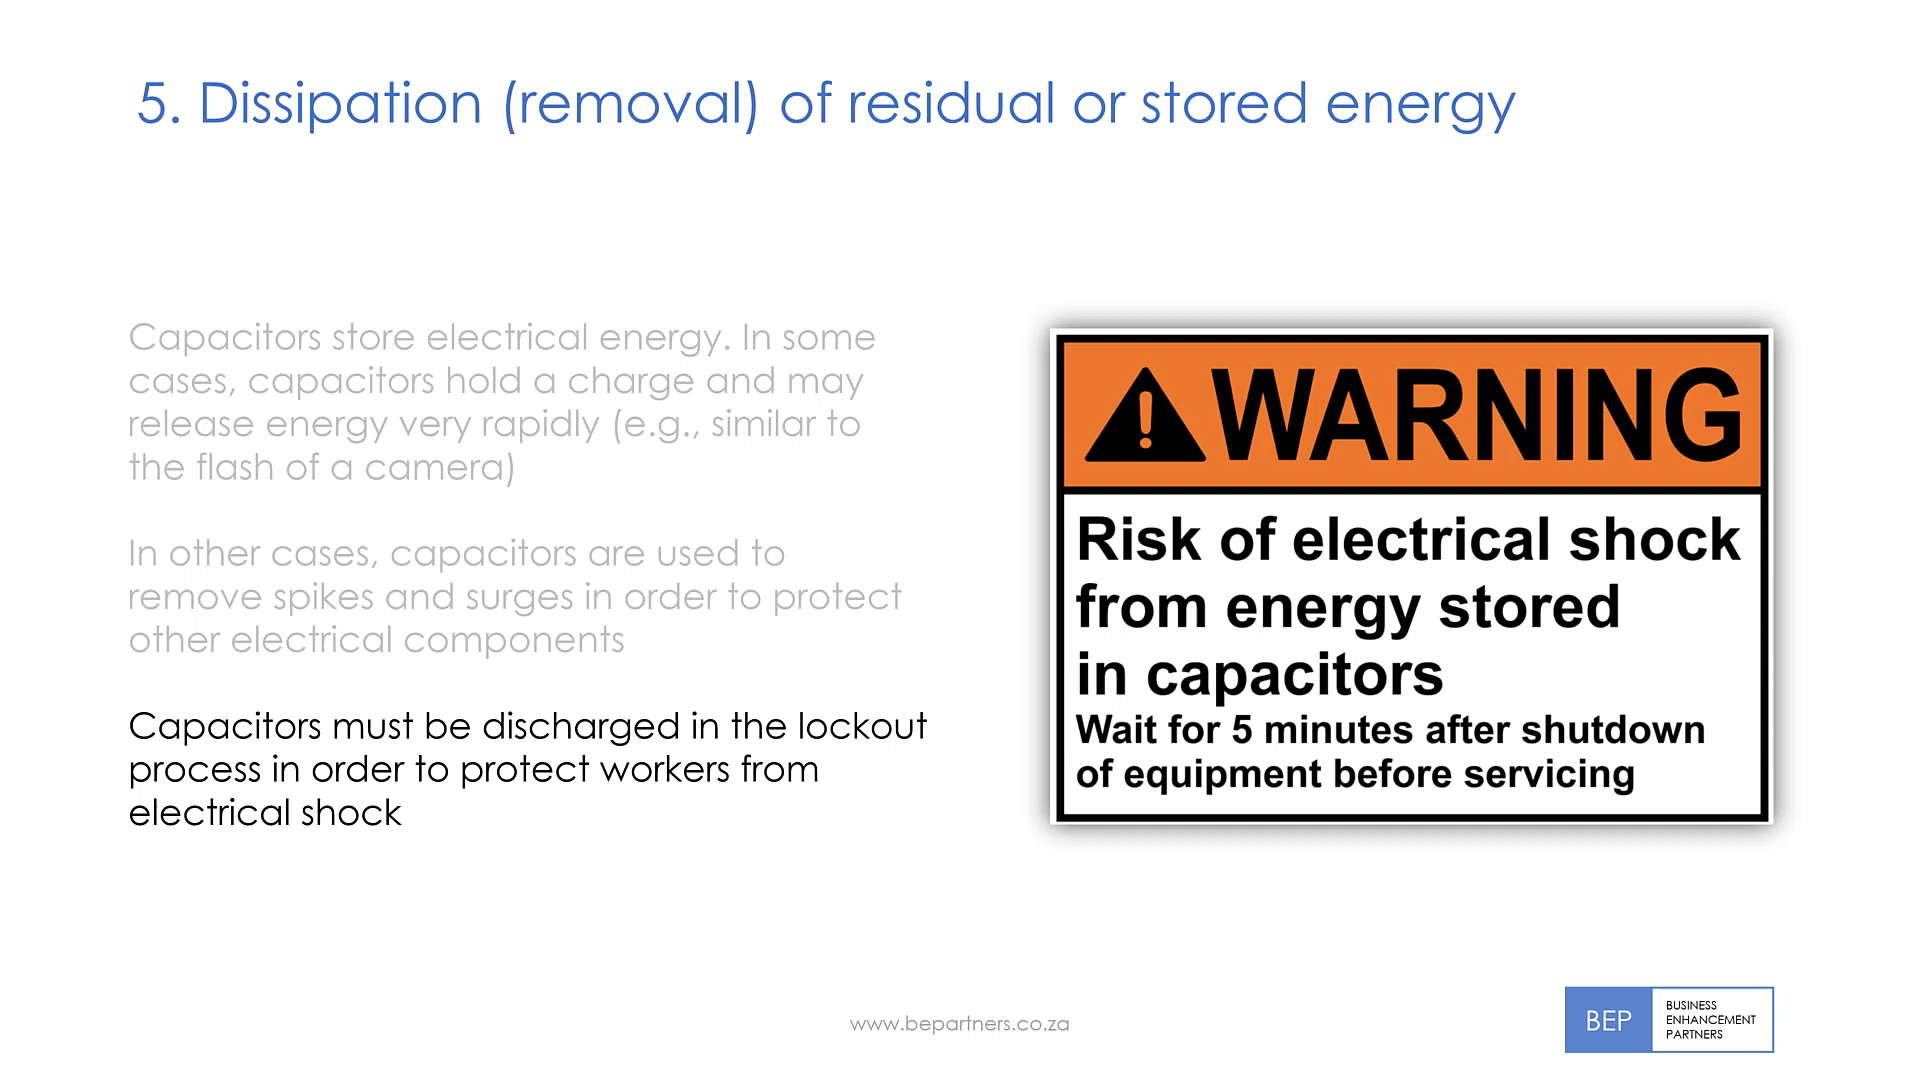 5. Dissipation (removal) of residual or stored energy
Capacitors store electrical energy. In some
cases, capacitors hold a charge and may
release energy very rapidly (e.g., similar to
the flash of a camera)
In other cases, capacitors are used to
remove spikes and surges in order to protect
other electrical components
Capacitors must be discharged in the lockout
process in order to protect workers from
electrical shock
WARNING
Risk of electrical shock
from energy stored
in capacitors
Wait for 5 minutes after shutdown
of equipment before servicing
www.bepartners.co.za
BEP
BUSINESS
ENHANCEMENT
PARTNERS